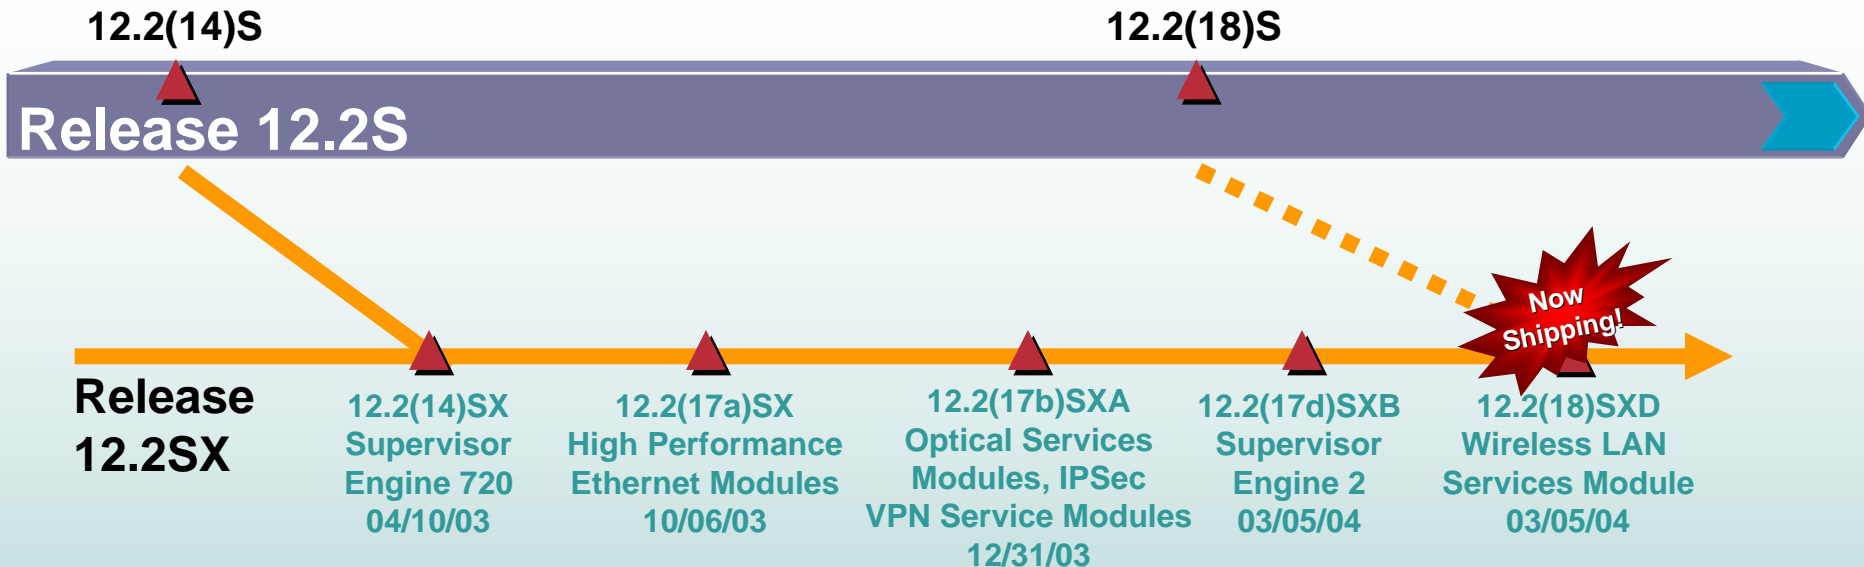 12.2(14)S
12.2(18)S
Release 12.2S
Now
Shipping!
Release
12.2SX
12.2(14)SX
Supervisor
Engine 720
04/10/03
12.2(17a)SX
High Performance
Ethernet Modules
10/06/03
12.2(17b)SXA
Optical Services
Modules, IPSec
VPN Service Modules
12/31/03
12.2(17d)SXB
Supervisor
Engine 2
03/05/04
12.2(18)SXD
Wireless LAN
Services Module
03/05/04